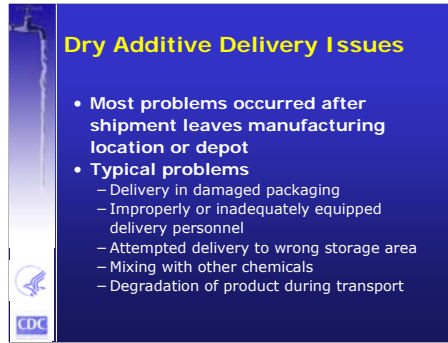 Dry Additive Delivery Issues
• Most problems occurred after
shipment leaves manufacturing
location or depot
• Typical problems
– Delivery in damaged packaging
– Improperly or inadequately equipped
delivery personnel
– Attempted delivery to wrong storage area
– Mixing with other chemicals
– Degradation of product during transport
CDC